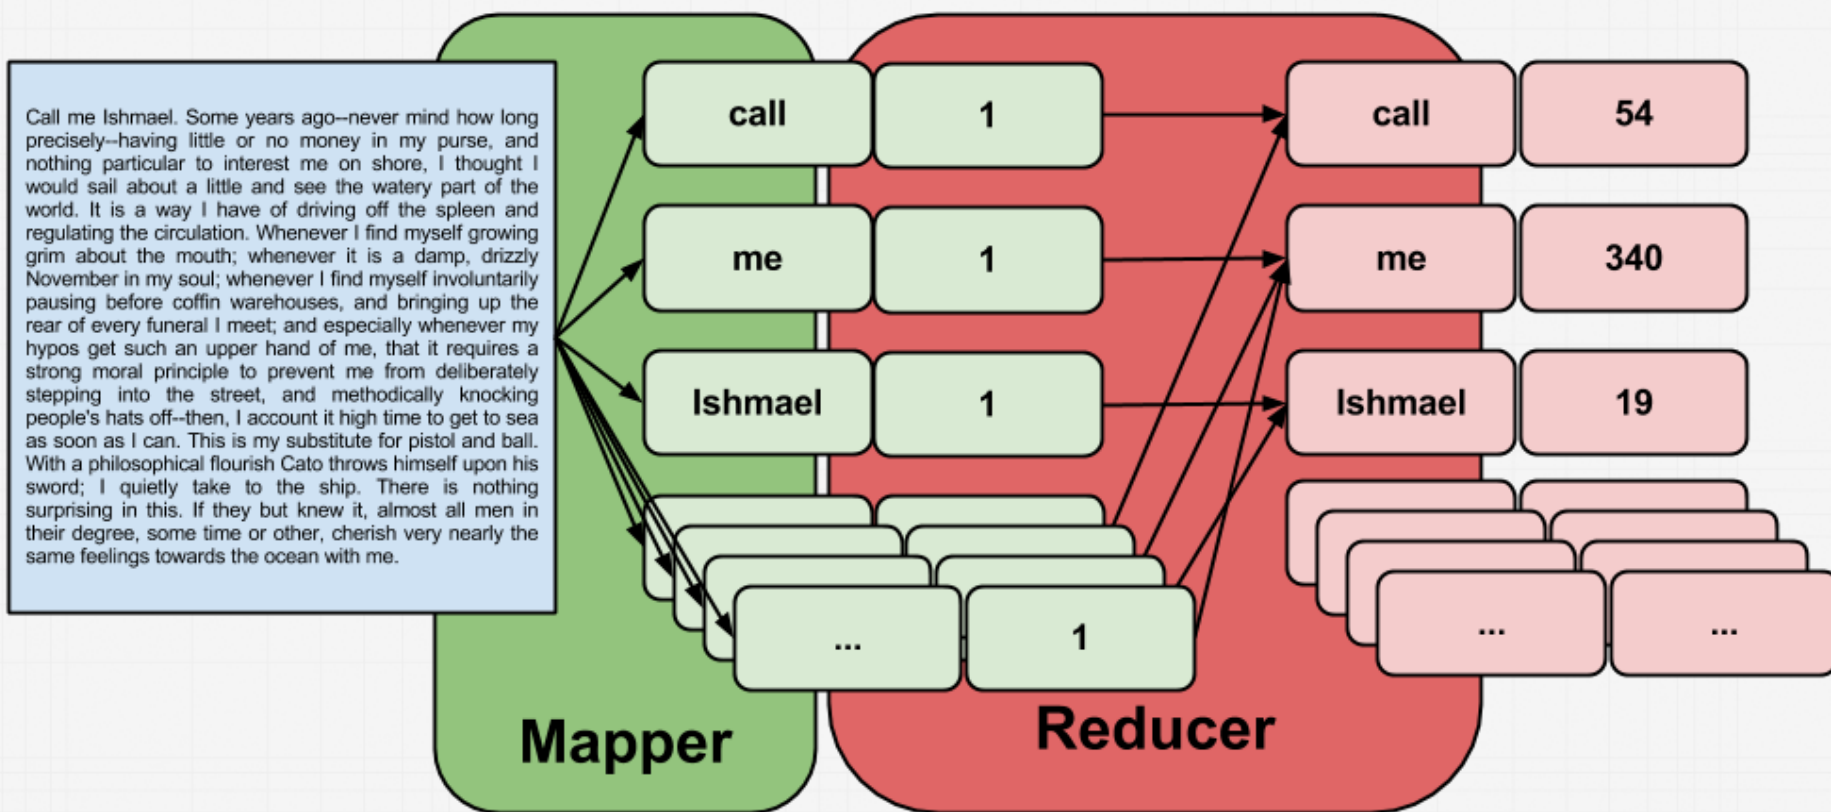 Call me Ishmael. Some years ago--never mind how long
precisely--having little or no money in my purse, and
nothing particular to interest me on shore, I thought I
would sail about a little and see the watery part of the
world. It is a way I have of driving off the spleen and
regulating the circulation. Whenever I find myself growing
grim about the mouth; whenever it is a damp, drizzly
November in my soul; whenever I find myself involuntarily
pausing before coffin warehouses, and bringing up the
rear of every funeral I meet; and especially whenever my
hypos get such an upper hand of me, that it requires a
strong moral principle to prevent me from deliberately
stepping into the street, and methodically knocking
people's hats off--then, I account it high time to get to sea
as soon as I can. This is my substitute for pistol and ball.
With a philosophical flourish Cato throws himself upon his
sword; I quietly take to the ship. There is nothing
surprising in this. If they but knew it, almost all men in
their degree, some time or other, cherish very nearly the
same feelings towards the ocean with me.
call 1 call 54
me 1 me 340
Ishmael 1 Ishmael 19
... 1 ... ...
Mapper
Reducer